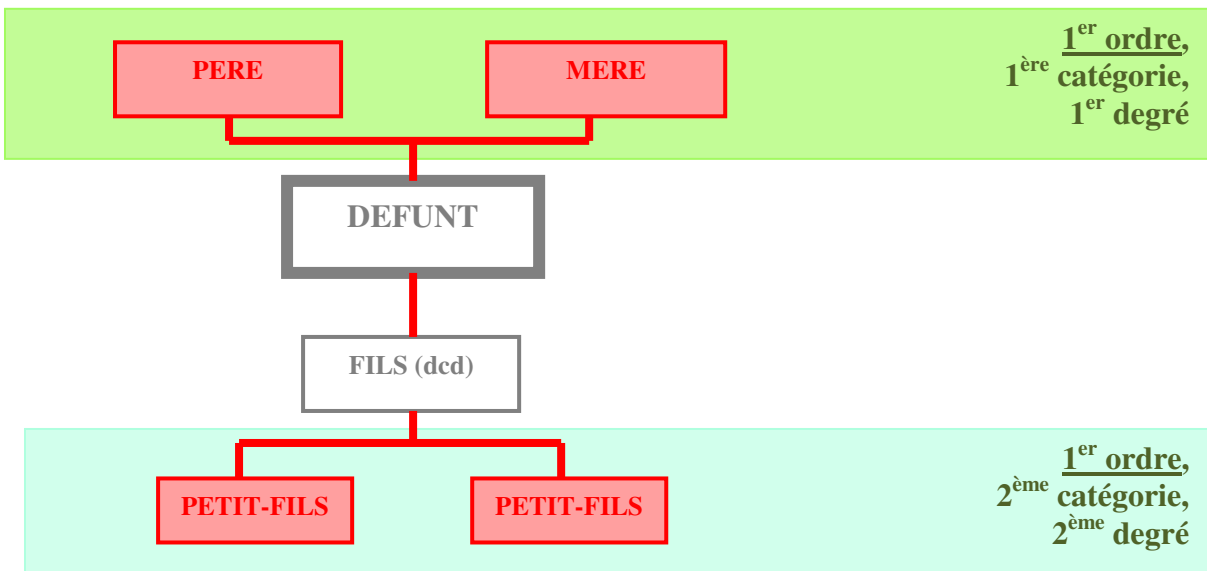 PERE
MERE
1er ordre,
1ère catégorie,
1er degré
DEFUNT
FILS (dcd)
PETIT-FILS
PETIT-FILS
1er ordre,
2ème catégorie,
2ème degré